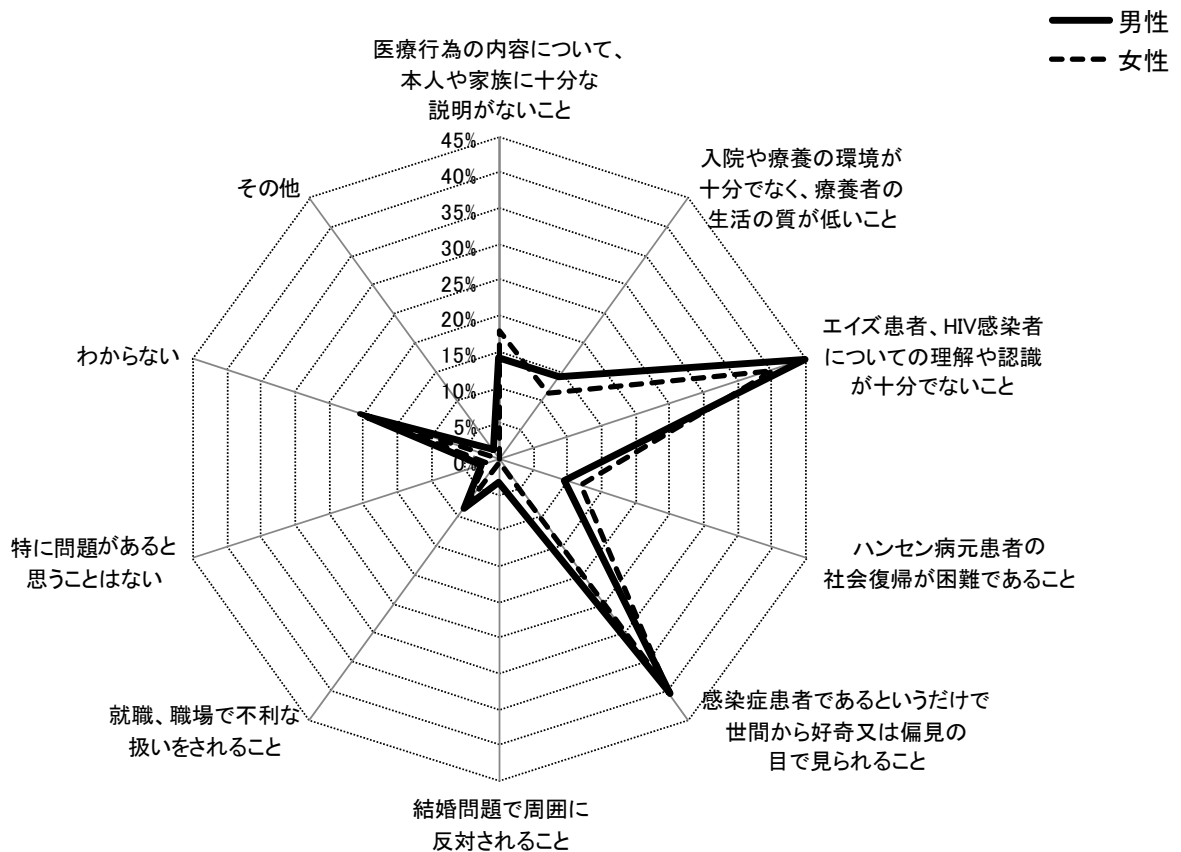 男性
女性
医療行為の内容について、
本人や家族に十分な
説明がないこと
入院や療養の環境が
十分でなく、療養者の
生活の質が低いこと
エイズ患者、HIV感染者
についての理解や認識
が十分でないこと
ハンセン病元患者の
社会復帰が困難であること
感染症患者であるというだけで
世間から好奇又は偏見の
目で見られること
結婚問題で周囲に
反対されること
就職、職場で不利な
扱いをされること
特に問題があると
思うことはない
わからない
その他
45%
40%
35%
30%
25%
20%
15%
10%
5%
0%